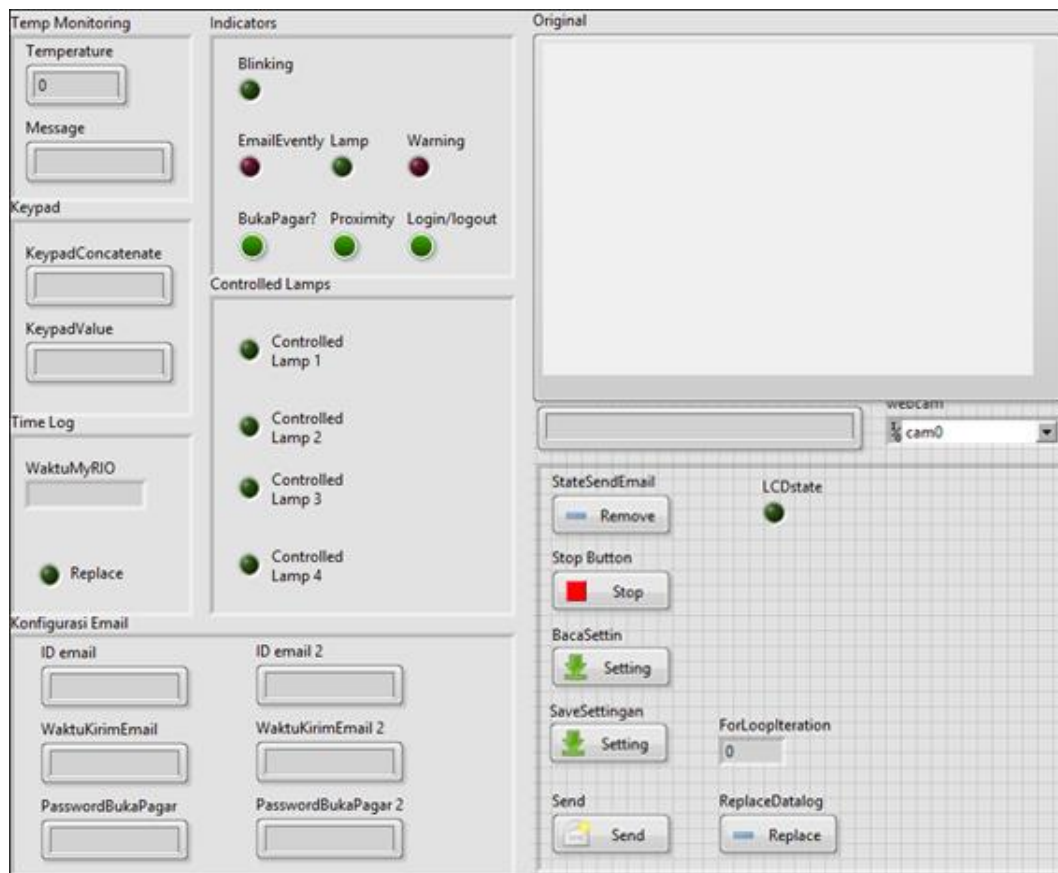 Temp Monitoring
Temperature
0
Message
Keypad
KeypadConcatenate
KeypadValue
Time Log
WaktuMyRIO
Replace
Indicators
Blinking
EmailEvently Lamp Warning
BukaPagar? Proximity Login/logout
Controlled Lamps
Controlled
Lamp 1
Controlled
Lamp 2
Controlled
Lamp 3
Controlled
Lamp 4
Konfigurasi Email
ID email
ID email 2
WaktuKirimEmail
WaktuKirimEmail 2
PasswordBukaPagar
PasswordBukaPagar 2
Original
webcam
cam0
StateSendEmail
Remove
LCDstate
Stop Button
Stop
BacaSettin
Setting
SaveSettingan
Setting
ForLoopIteration
0
Send
Send
ReplaceDatalog
Replace